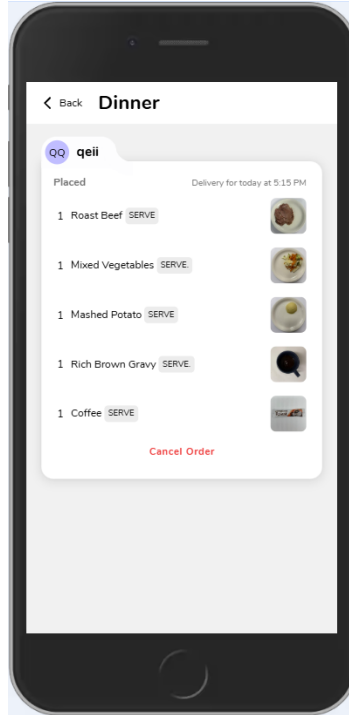 Back Dinner
QQ qeii
Placed Delivery for today at 5:15 PM
1 Roast Beef SERVE
1 Mixed Vegetables SERVE.
1 Mashed Potato SERVE
1 Rich Brown Gravy SERVE.
1 Coffee SERVE
Cancel Order